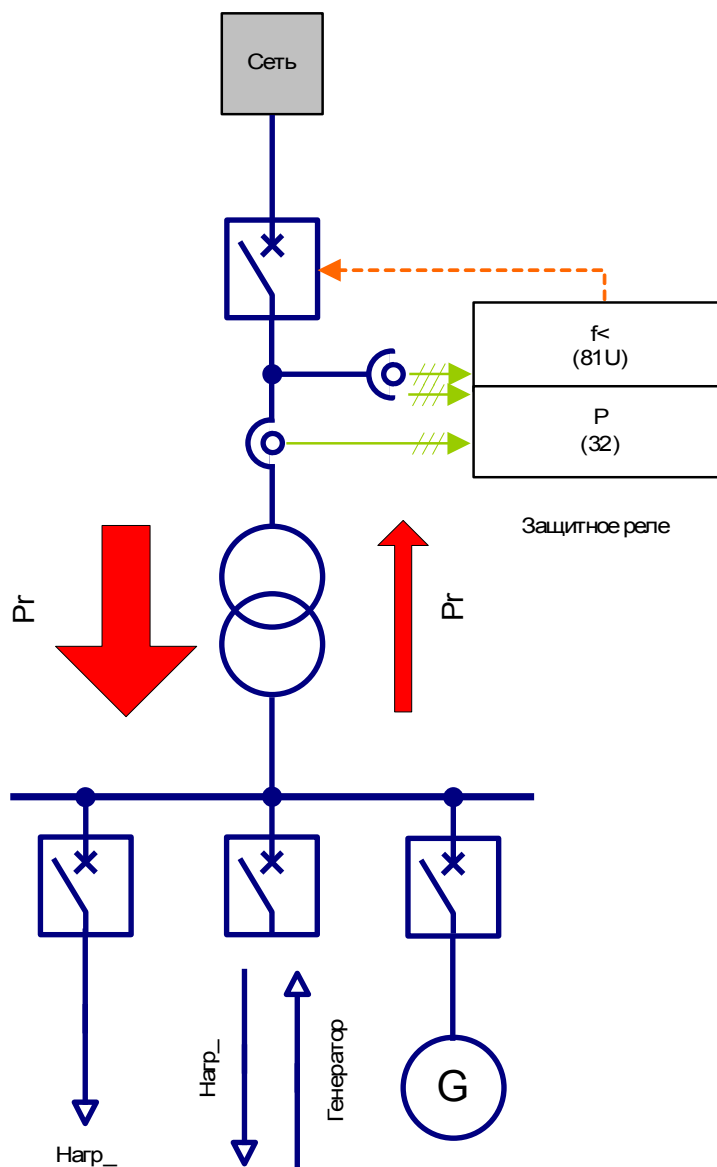 Сеть
f<
(81U)
P
(32)
Защитное реле
Pr
Pr
Нагр_
Генератор
G
Нагр_